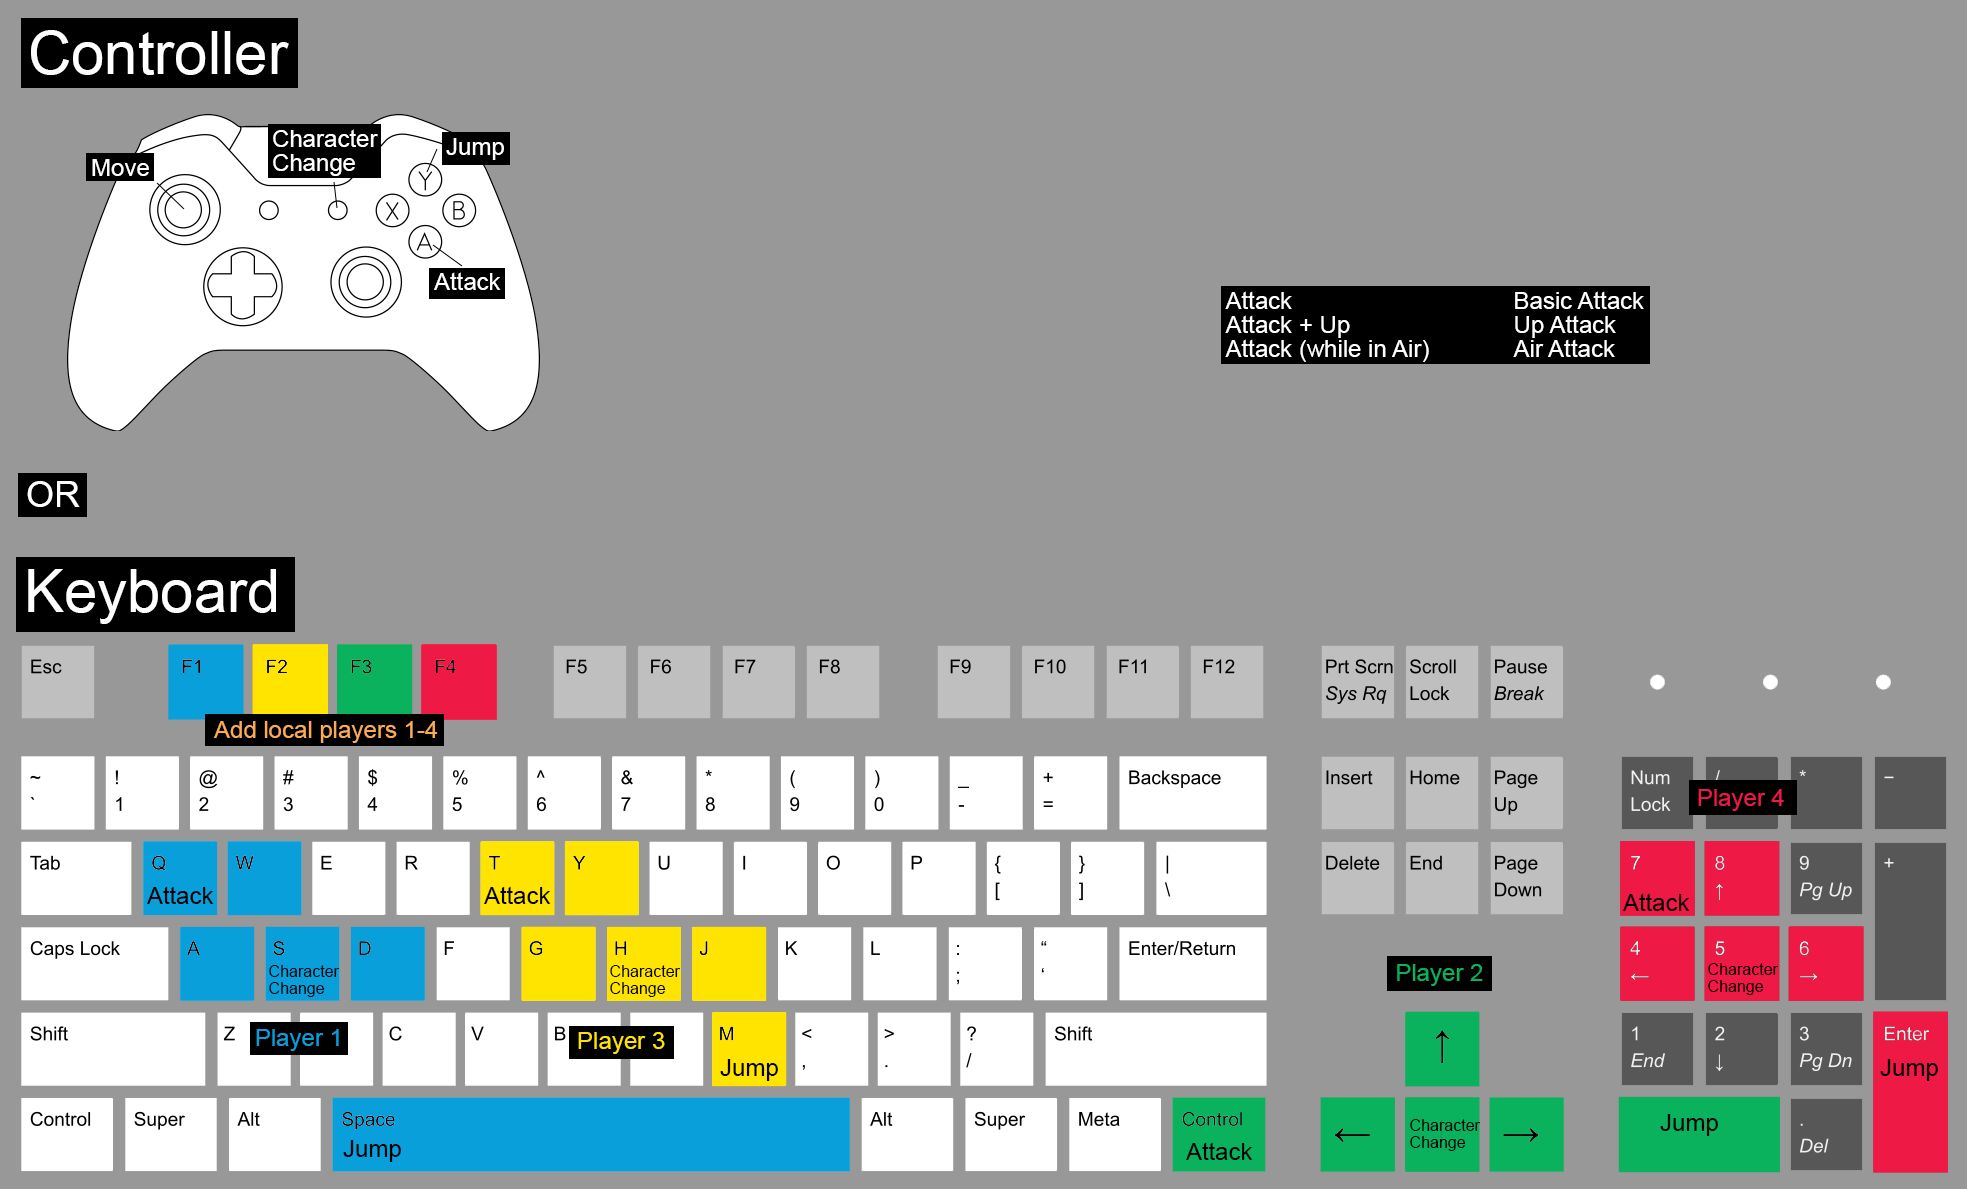 Controller
Move
Character
Change
Jump
Y
X
B
A
Attack
Attack Basic Attack
Attack + Up Up Attack
Attack (while in Air) Air Attack
OR
Keyboard
Esc F1 F2 F3 F4 F5 F6 F7 F8 F9 F10 F11 F12
Prt Scrn Scroll Pause
Sys Rq Lock Break
Add local players 1-4
~ ! @ # $ % ^ & * ( ) _ + Backspace
` 1 2 3 4 5 6 7 8 9 0 - =
Insert Home Page
Up
Num / * −
Lock
Player 4
Tab Q W E R T Y U I O P { } |
Attack Attack [ ] \
Delete End Page
Down
7 8 9 +
Attack ↑ Pg Up
Caps Lock A S D F G H J K L : “ Enter/Return
Character Character ; ‘
Change Change
Player 2
4 5 6
← Character →
Change
Shift Z C V B M < > ? Shift
Player 1 Player 3
Jump , . /
↑
1 2 3 Enter
End ↓ Pg Dn Jump
Control Super Alt Space Alt Super Meta Control
Jump Attack
← Character →
Change
Jump .
Del